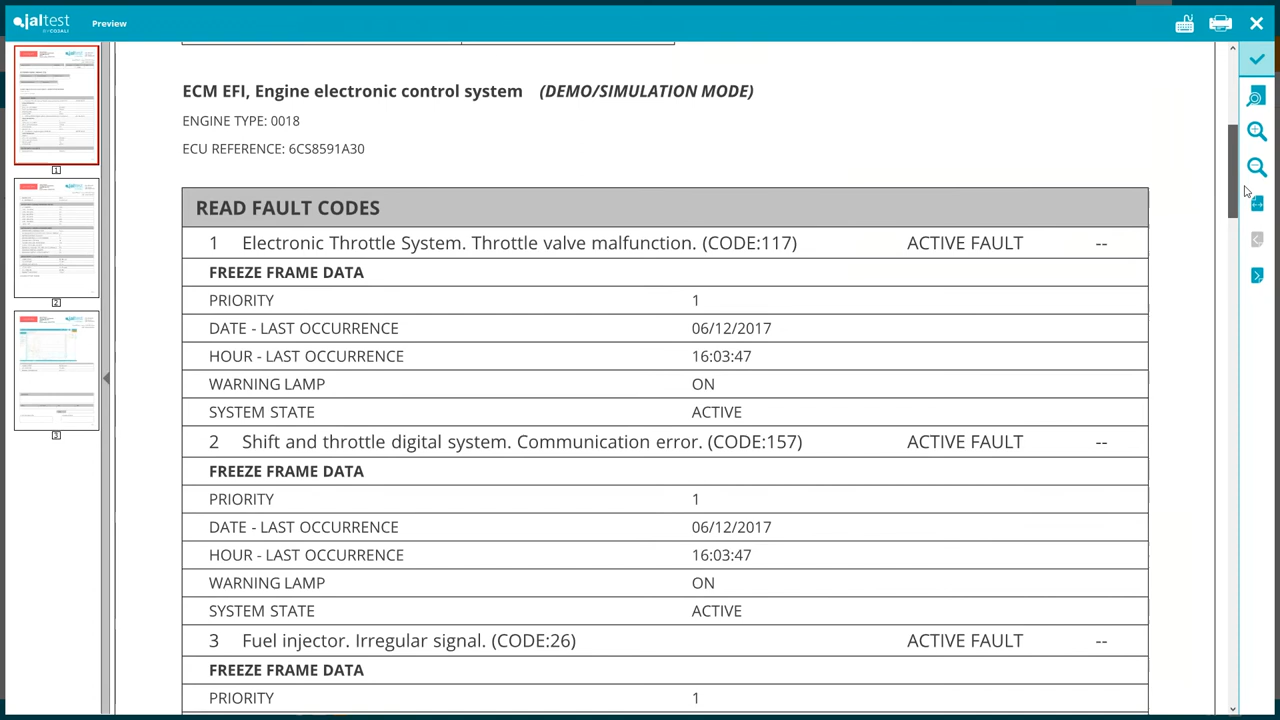 jaltest
BY COJALI
Preview
ECM EFI, Engine electronic control system (DEMO/SIMULATION MODE)
ENGINE TYPE: 001
ECU REFERENCE: 6CS8591A30
FAULT CODES
Electronic Throttle System. Throttle valve malfunction. (CODE:117) ACTIVE FAULT --
FREEZE FRAME DATA
PRIORITY 1
DATE - LAST OCCURRENCE 06/12/2017
HOUR - LAST OCCURRENCE 16:03:47
WARNING LAMP ON
SYSTEM STATE ACTIVE
2 Shift and throttle digital system. Communication error. (CODE:157) ACTIVE FAULT --
FREEZE FRAME DATA
PRIORITY 1
DATE - LAST OCCURRENCE 06/12/2017
HOUR - LAST OCCURRENCE 16:03:47
WARNING LAMP ON
SYSTEM STATE ACTIVE
3 Fuel injector. Irregular signal. (CODE:26) ACTIVE FAULT --
FREEZE FRAME DATA
PRIORITY 1
1
2
3